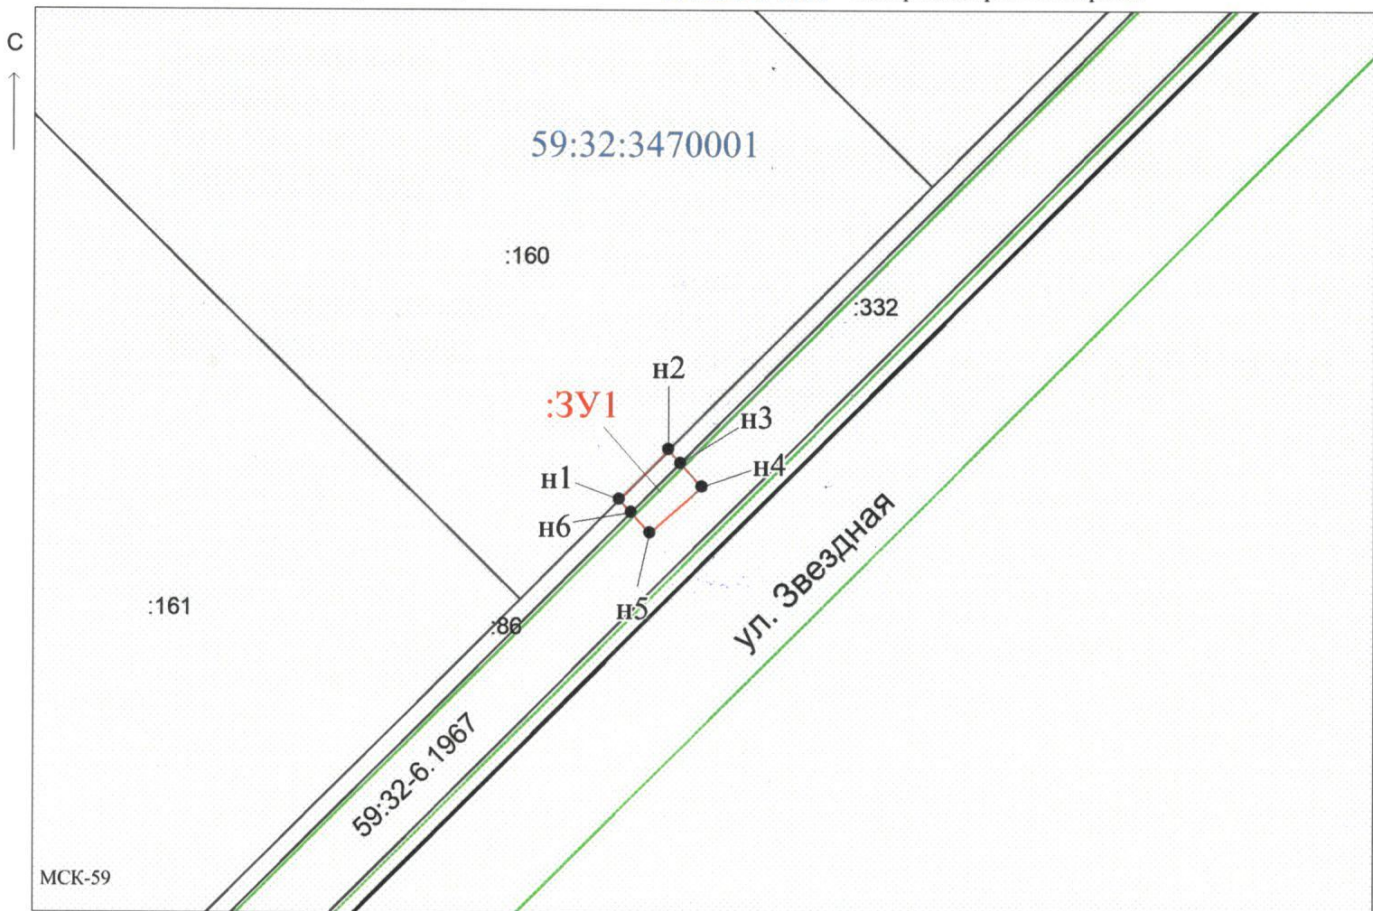 С
59:32:3470001
:160
:332
н2
:ЗУ1
н3
н4
н1
н6
н5
:161
:86
ул. Звездная
59:32-6.1967
МСК-59